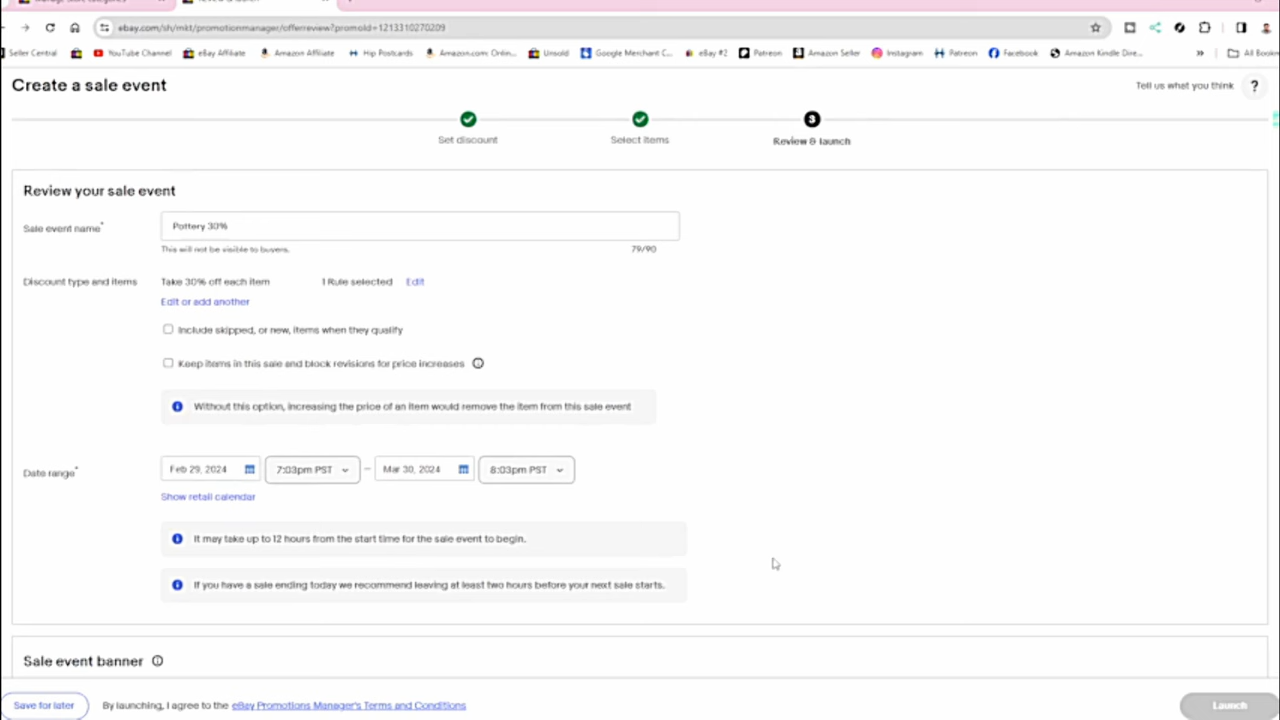 ebay.com/sh/mkt/promotionmanager/offerreview?promoId=1213310270209
Seller Central YouTube Channel eBay Affiliate Amazon Affiliate Hip Postcards Amazon.com: Onlin... Unsold Google Merchant C... eBay #2 Patreon Amazon Seller Instagram Patreon Facebook Amazon Kindle Dire... » All Bookm
Create a sale event
Tell us what you think ?
3
Set discount Select items Review & launch
Review your sale event
Sale event name* Pottery 30%
This will not be visible to buyers. 79/90
Discount type and items Take 30% off each item 1 Rule selected Edit
Edit or add another
Include skipped, or new, items when they qualify
Keep items in this sale and block revisions for price increases
Without this option, increasing the price of an item would remove the item from this sale event
Date range* Feb 29, 2024 7:03pm PST – Mar 30, 2024 8:03pm PST
Show retail calendar
It may take up to 12 hours from the start time for the sale event to begin.
If you have a sale ending today we recommend leaving at least two hours before your next sale starts.
Sale event banner
Save for later By launching, I agree to the eBay Promotions Manager's Terms and Conditions Launch